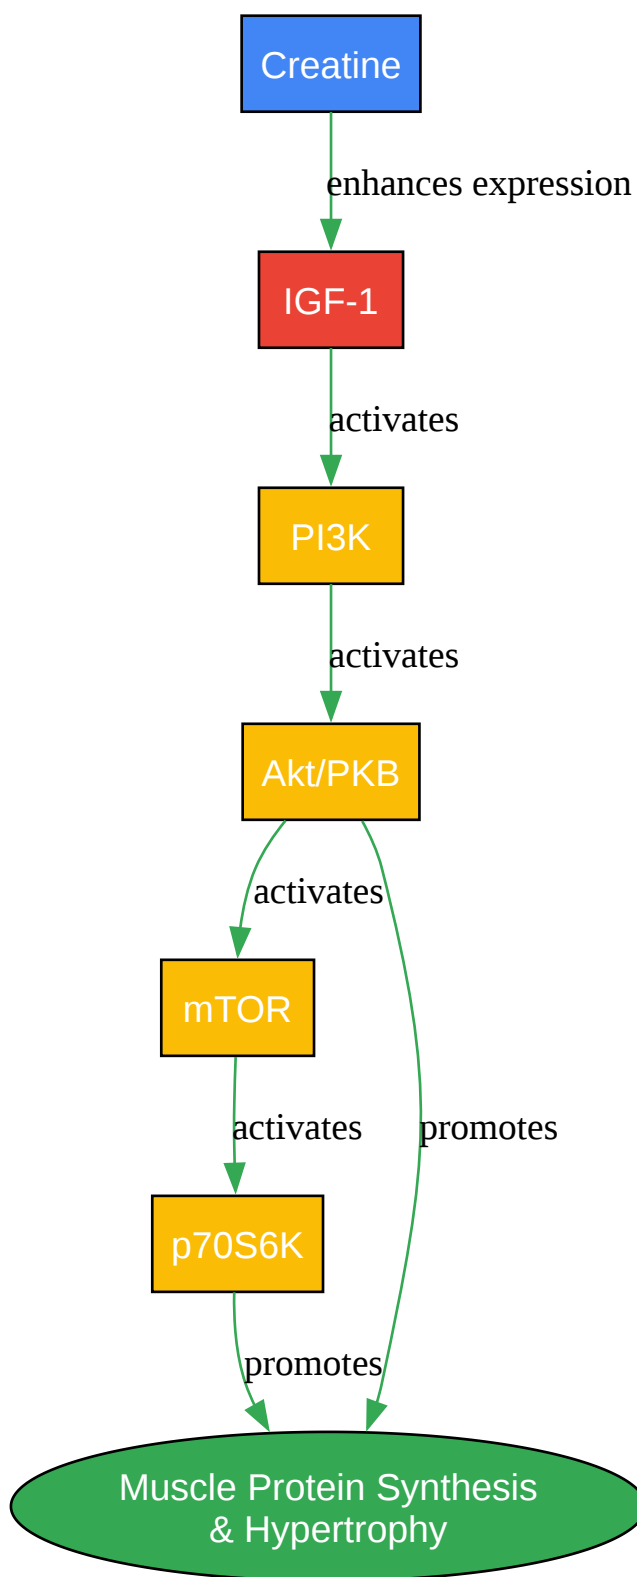 Creatine
enhances expression
IGF-1
activates
PI3K
activates
Akt/PKB
activates
mTOR
activates
promotes
p70S6K
promotes
Muscle Protein Synthesis
& Hypertrophy